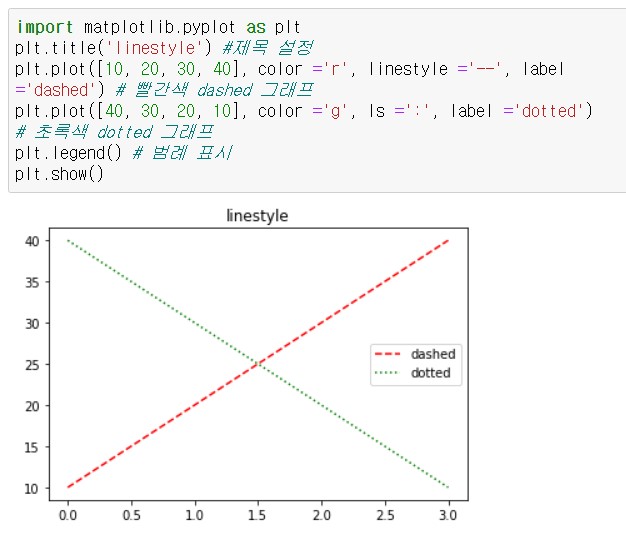 import matplotlib.pyplot as plt
plt.title('linestyle') #제목 설정
plt.plot([10, 20, 30, 40], color ='r', linestyle ='--', label
='dashed') # 빨간색 dashed 그래프
plt.plot([40, 30, 20, 10], color ='g', ls =':', label ='dotted')
# 초록색 dotted 그래프
plt.legend() # 범례 표시
plt.show()
linestyle
40
35
30
25
20
15
10
dashed
dotted
0.0 0.5 1.0 1.5 2.0 2.5 3.0